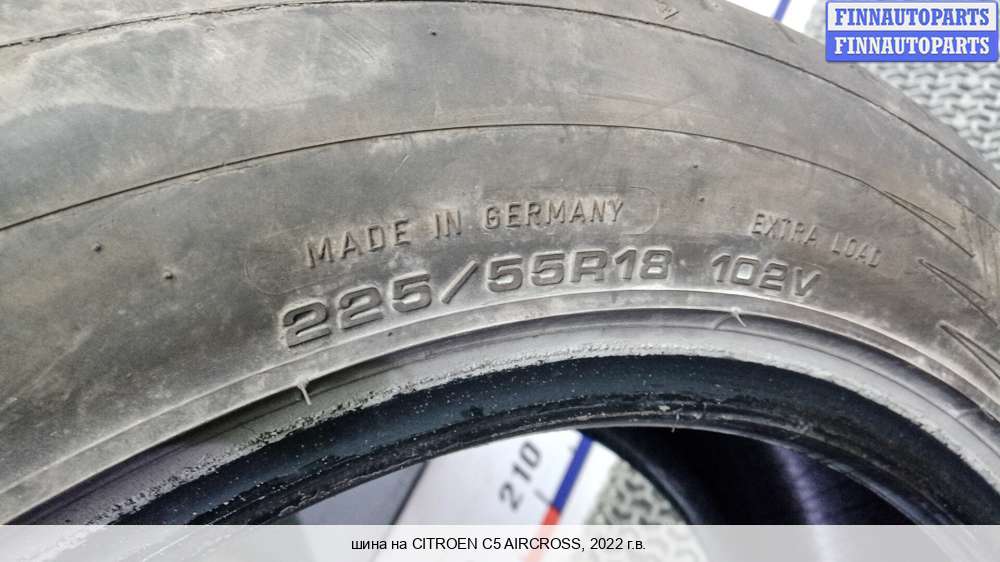 FINNAUTOPARTS
FINNAUTOPARTS
MADE IN GERMANY
EXTRA LOAD
225/55R18 102V
210
шина на CITROEN C5 AIRCROSS, 2022 г.в.